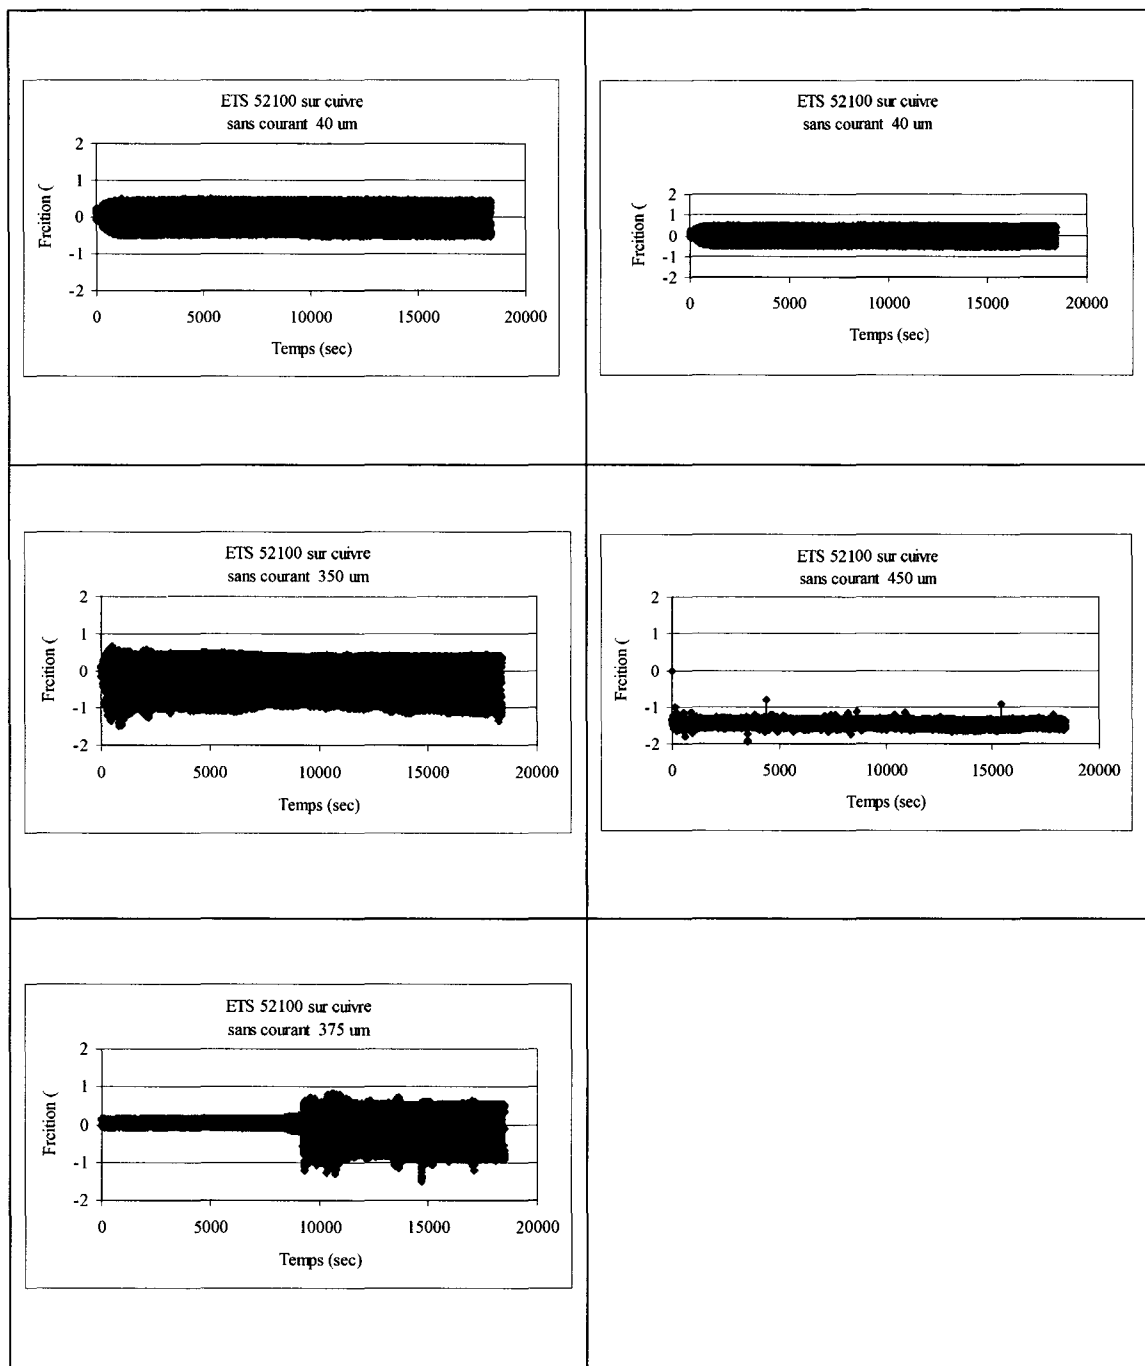 ETS 52100 sur cuivre
sans courant 40 um
2
1
0
-1
-2
Frcition (
0 5000 10000 15000 20000
Temps (sec)
ETS 52100 sur cuivre
sans courant 40 um
2
1
0
-1
-2
Frcition (
0 5000 10000 15000 20000
Temps (sec)
ETS 52100 sur cuivre
sans courant 350 um
2
1
0
-1
-2
Frcition (
0 5000 10000 15000 20000
Temps (sec)
ETS 52100 sur cuivre
sans courant 450 um
2
1
0
-1
-2
Frcition (
0 5000 10000 15000 20000
Temps (sec)
ETS 52100 sur cuivre
sans courant 375 um
2
1
0
-1
-2
Frcition (
0 5000 10000 15000 20000
Temps (sec)